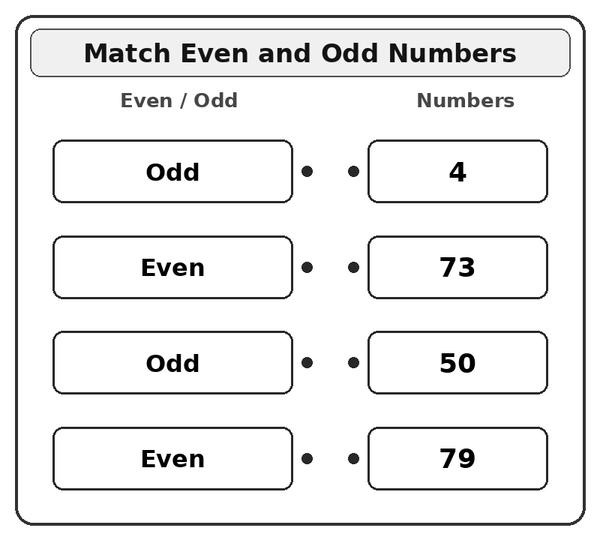 Match Even and Odd Numbers
Even / Odd Numbers
Odd 4
Even 73
Odd 50
Even 79